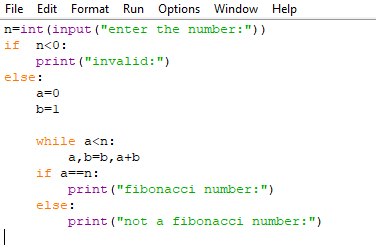 File Edit Format Run Options Window Help
n=int(input("enter the number:"))
if  n<0:
    print("invalid:")
else:
    a=0
    b=1
    while a<n:
        a,b=b,a+b
    if a==n:
        print("fibonacci number:")
    else:
        print("not a fibonacci number:")